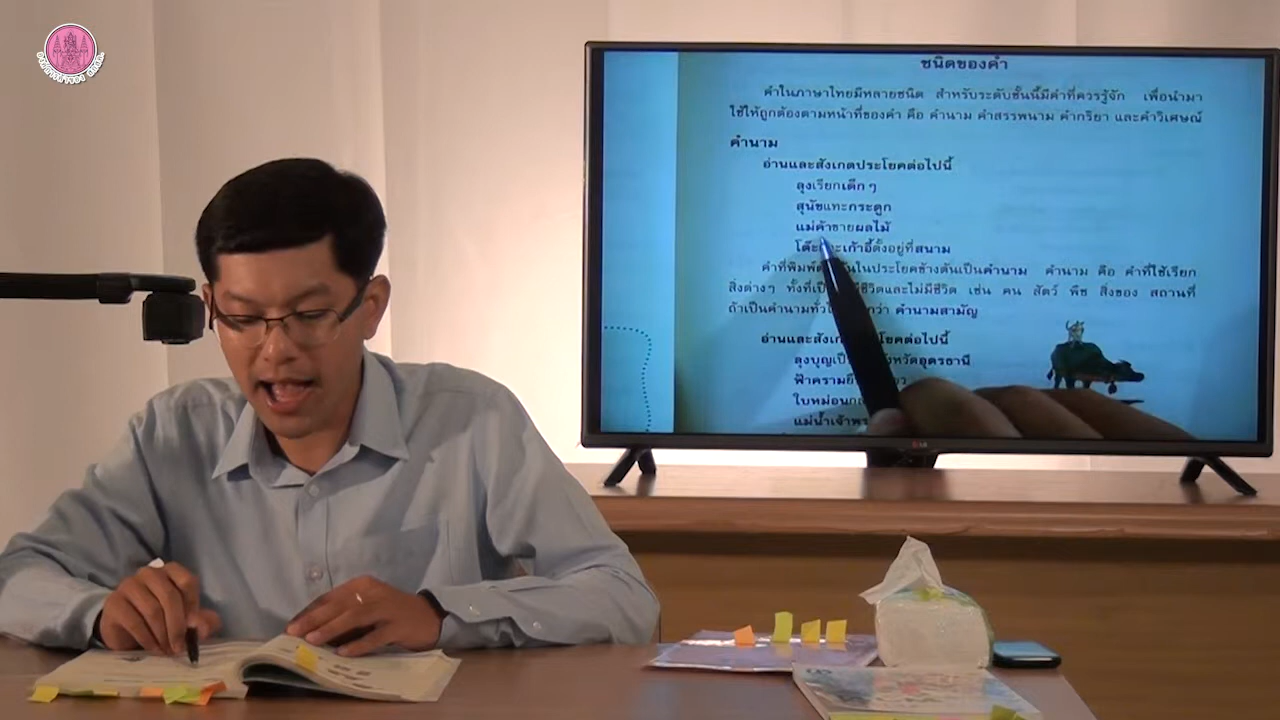 ชนิดของคำ
คำในภาษาไทยมีหลายชนิด สำหรับระดับชั้นนี้มีคำที่ควรรู้จัก เพื่อนำมา
ใช้ให้ถูกต้องตามหน้าที่ของคำ คือ คำนาม คำสรรพนาม คำกริยา และคำวิเศษณ์
คำนาม
อ่านและสังเกตประโยคต่อไปนี้
ลุงเรียกเด็ก ๆ
สุนัขแทะกระดูก
แม่ค้าขายผลไม้
โต๊ะ เก้าอี้ตั้งอยู่ที่สนาม
คำที่พิมพ์ ในประโยคข้างต้นเป็นคำนาม คำนาม คือ คำที่ใช้เรียก
สิ่งต่างๆ ทั้งที่ มีชีวิตและไม่มีชีวิต เช่น คน สัตว์ พืช สิ่งของ สถานที่
ถ้าเป็นคำนามทั่ว ว่า คำนามสามัญ
อ่านและสังเกต โยคต่อไปนี้
ลุงบุญ จังหวัดอุดรธานี
ฟ้าคราม
ใบหม่อน
แม่น้ำเจ้าพร
LG